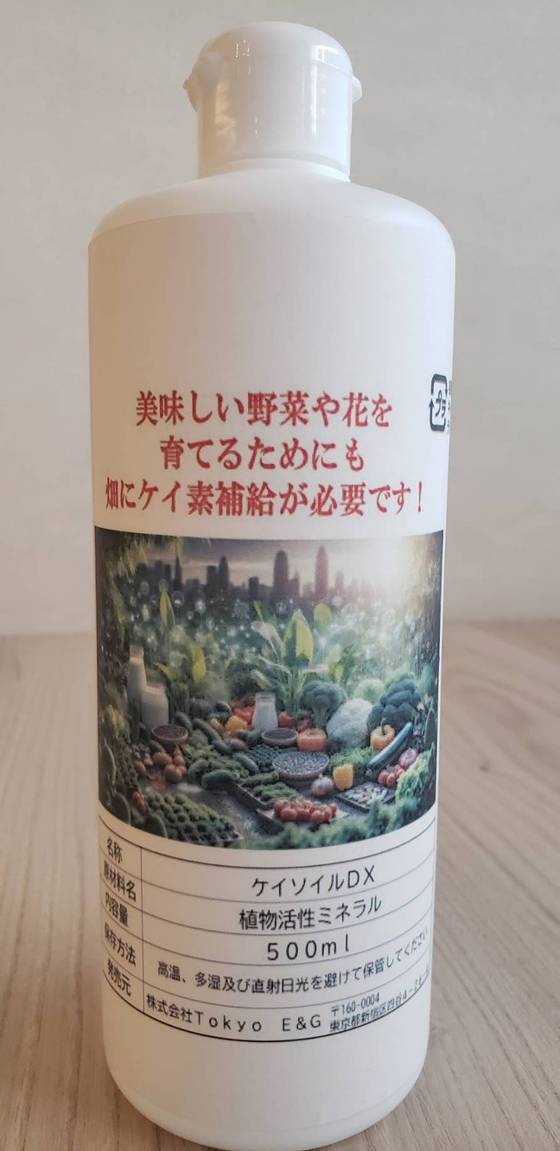 美味しい野菜や花を
育てるためにも
畑にケイ素補給が必要です！
プラ
名称 ケイソイルDX
原材料名 植物活性ミネラル
内容量 500ml
保存方法 高温、多湿及び直射日光を避けて保管してください
発売元 株式会社Tokyo E&G 〒160-0004
東京都新宿区四谷4-